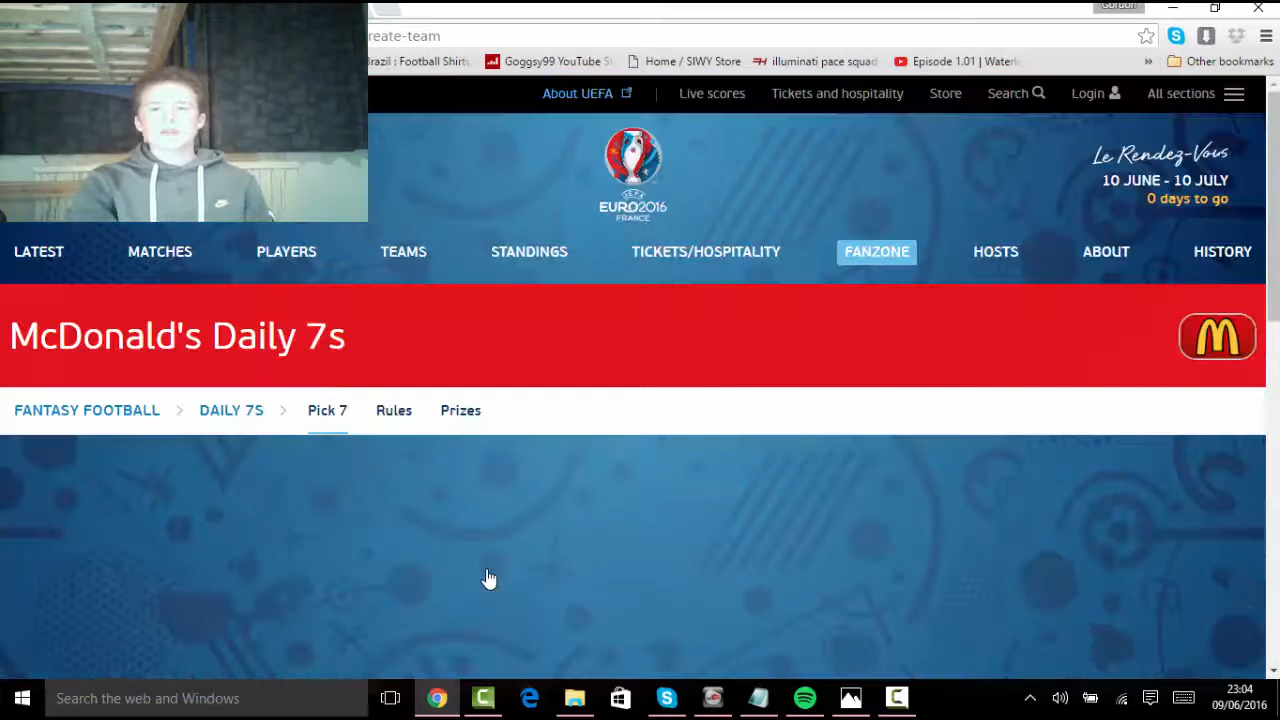 Gordon
reate-team
Brazil : Football Shirts
Goggsy99 YouTube St
Home / SIWY Store
illuminati pace squad
Episode 1.01 | Waterl
»
Other bookmarks
About UEFA
Live scores
Tickets and hospitality
Store
Search
Login
All sections
Le Rendez-Vous
10 JUNE - 10 JULY
0 days to go
UEFA
EURO2016
FRANCE
LATEST
MATCHES
PLAYERS
TEAMS
STANDINGS
TICKETS/HOSPITALITY
FANZONE
HOSTS
ABOUT
HISTORY
McDonald's Daily 7s
FANTASY FOOTBALL > DAILY 7S > Pick 7 Rules Prizes
Search the web and Windows
23:04
09/06/2016